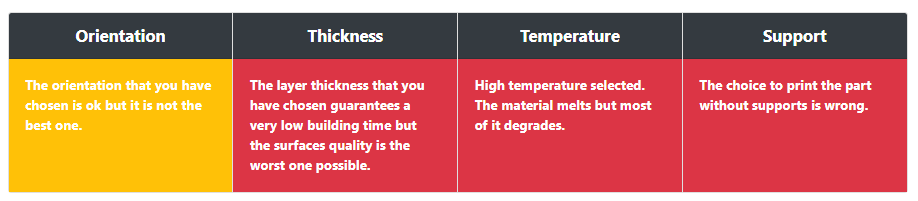 Orientation
Thickness
Temperature
Support
The orientation that you have
chosen is ok but it is not the
best one.
The layer thickness that you
have chosen guarantees a
very low building time but
the surfaces quality is the
worst one possible.
High temperature selected.
The material melts but most
of it degrades.
The choice to print the part
without supports is wrong.